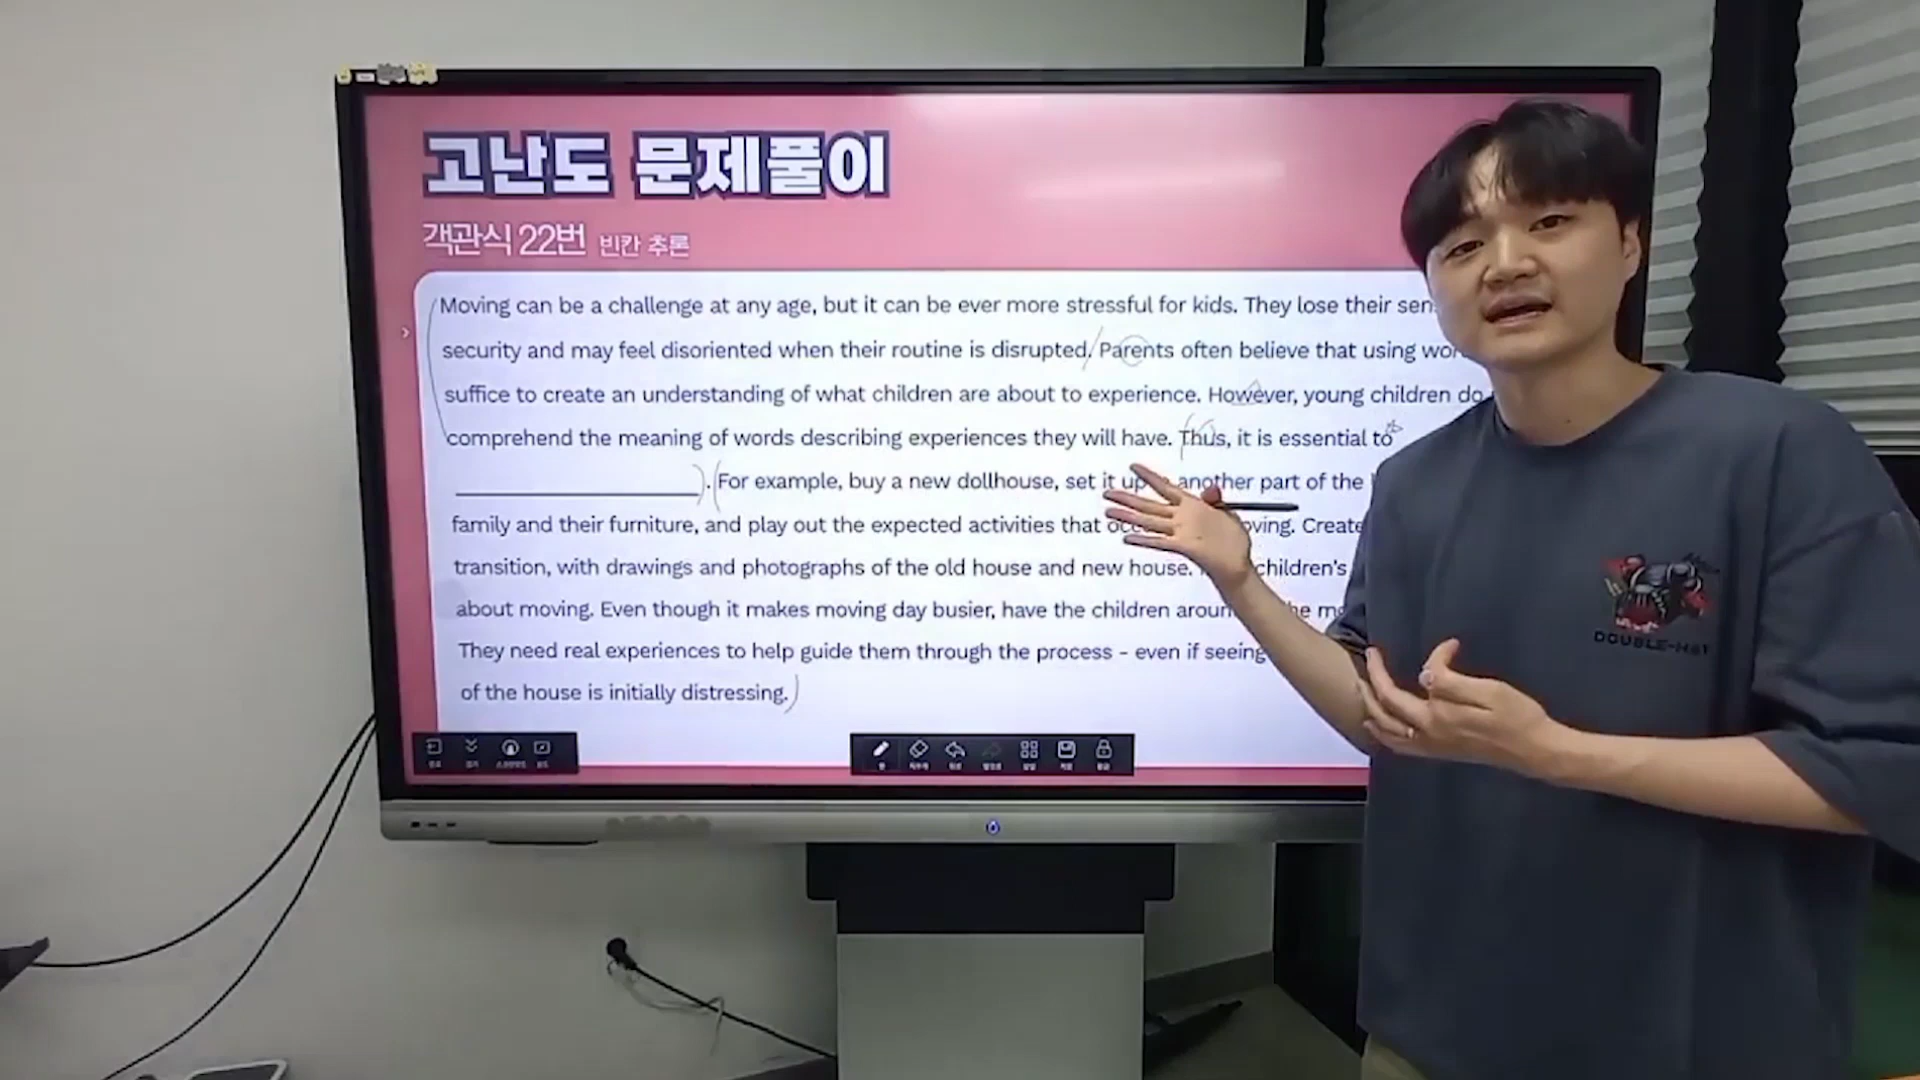 고난도 문제풀이
객관식 22번 빈칸 추론
Moving can be a challenge at any age, but it can be ever more stressful for kids. They lose their
security and may feel disoriented when their routine is disrupted. Parents often believe that using
suffice to create an understanding of what children are about to experience. However, young children do
comprehend the meaning of words describing experiences they will have. Thus, it is essential to
. For example, buy a new dollhouse, set it up another part of the
family and their furniture, and play out the expected activities that Create
transition, with drawings and photographs of the old house and new house. children's
about moving. Even though it makes moving day busier, have the children
They need real experiences to help guide them through the process - even if seeing
of the house is initially distressing.
DOUBLE-H